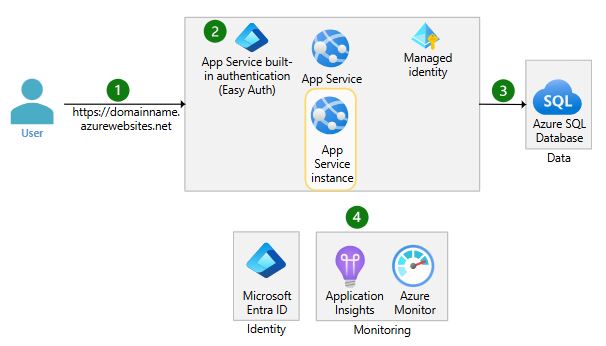 1
https://domainname.
azurewebsites.net
User
2
App Service built-
in authentication
(Easy Auth)
App Service
App
Service
instance
Managed
identity
3
SQL
Azure SQL
Database
Data
4
Microsoft
Entra ID
Identity
Application
Insights
Azure
Monitor
Monitoring